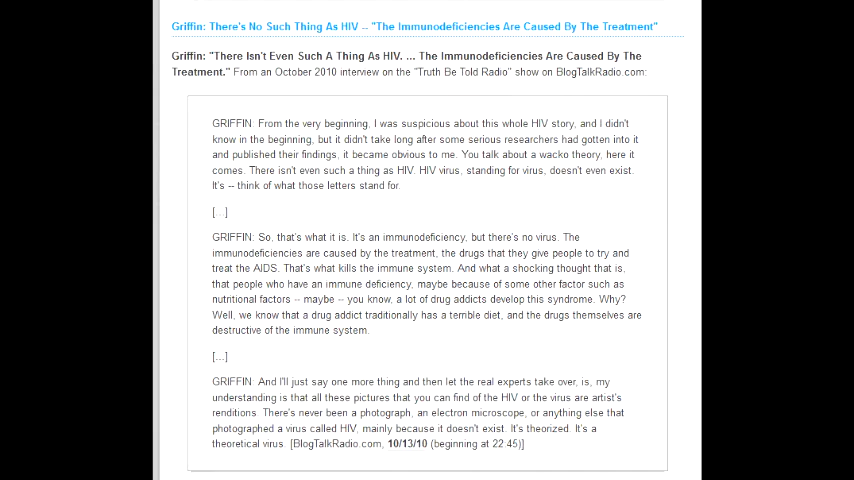 Griffin: There's No Such Thing As HIV -- "The Immunodeficiencies Are Caused By The Treatment"
Griffin: "There Isn't Even Such A Thing As HIV. ... The Immunodeficiencies Are Caused By The
Treatment." From an October 2010 interview on the "Truth Be Told Radio" show on BlogTalkRadio.com:
GRIFFIN: From the very beginning, I was suspicious about this whole HIV story, and I didn't
know in the beginning, but it didn't take long after some serious researchers had gotten into it
and published their findings, it became obvious to me. You talk about a wacko theory, here it
comes. There isn't even such a thing as HIV. HIV virus, standing for virus, doesn't even exist.
It's -- think of what those letters stand for.
[...]
GRIFFIN: So, that's what it is. It's an immunodeficiency, but there's no virus. The
immunodeficiencies are caused by the treatment, the drugs that they give people to try and
treat the AIDS. That's what kills the immune system. And what a shocking thought that is,
that people who have an immune deficiency, maybe because of some other factor such as
nutritional factors -- maybe -- you know, a lot of drug addicts develop this syndrome. Why?
Well, we know that a drug addict traditionally has a terrible diet, and the drugs themselves are
destructive of the immune system.
[...]
GRIFFIN: And I'll just say one more thing and then let the real experts take over, is, my
understanding is that all these pictures that you can find of the HIV or the virus are artist's
renditions. There's never been a photograph, an electron microscope, or anything else that
photographed a virus called HIV, mainly because it doesn't exist. It's theorized. It's a
theoretical virus. [BlogTalkRadio.com, 10/13/10 (beginning at 22:45)]